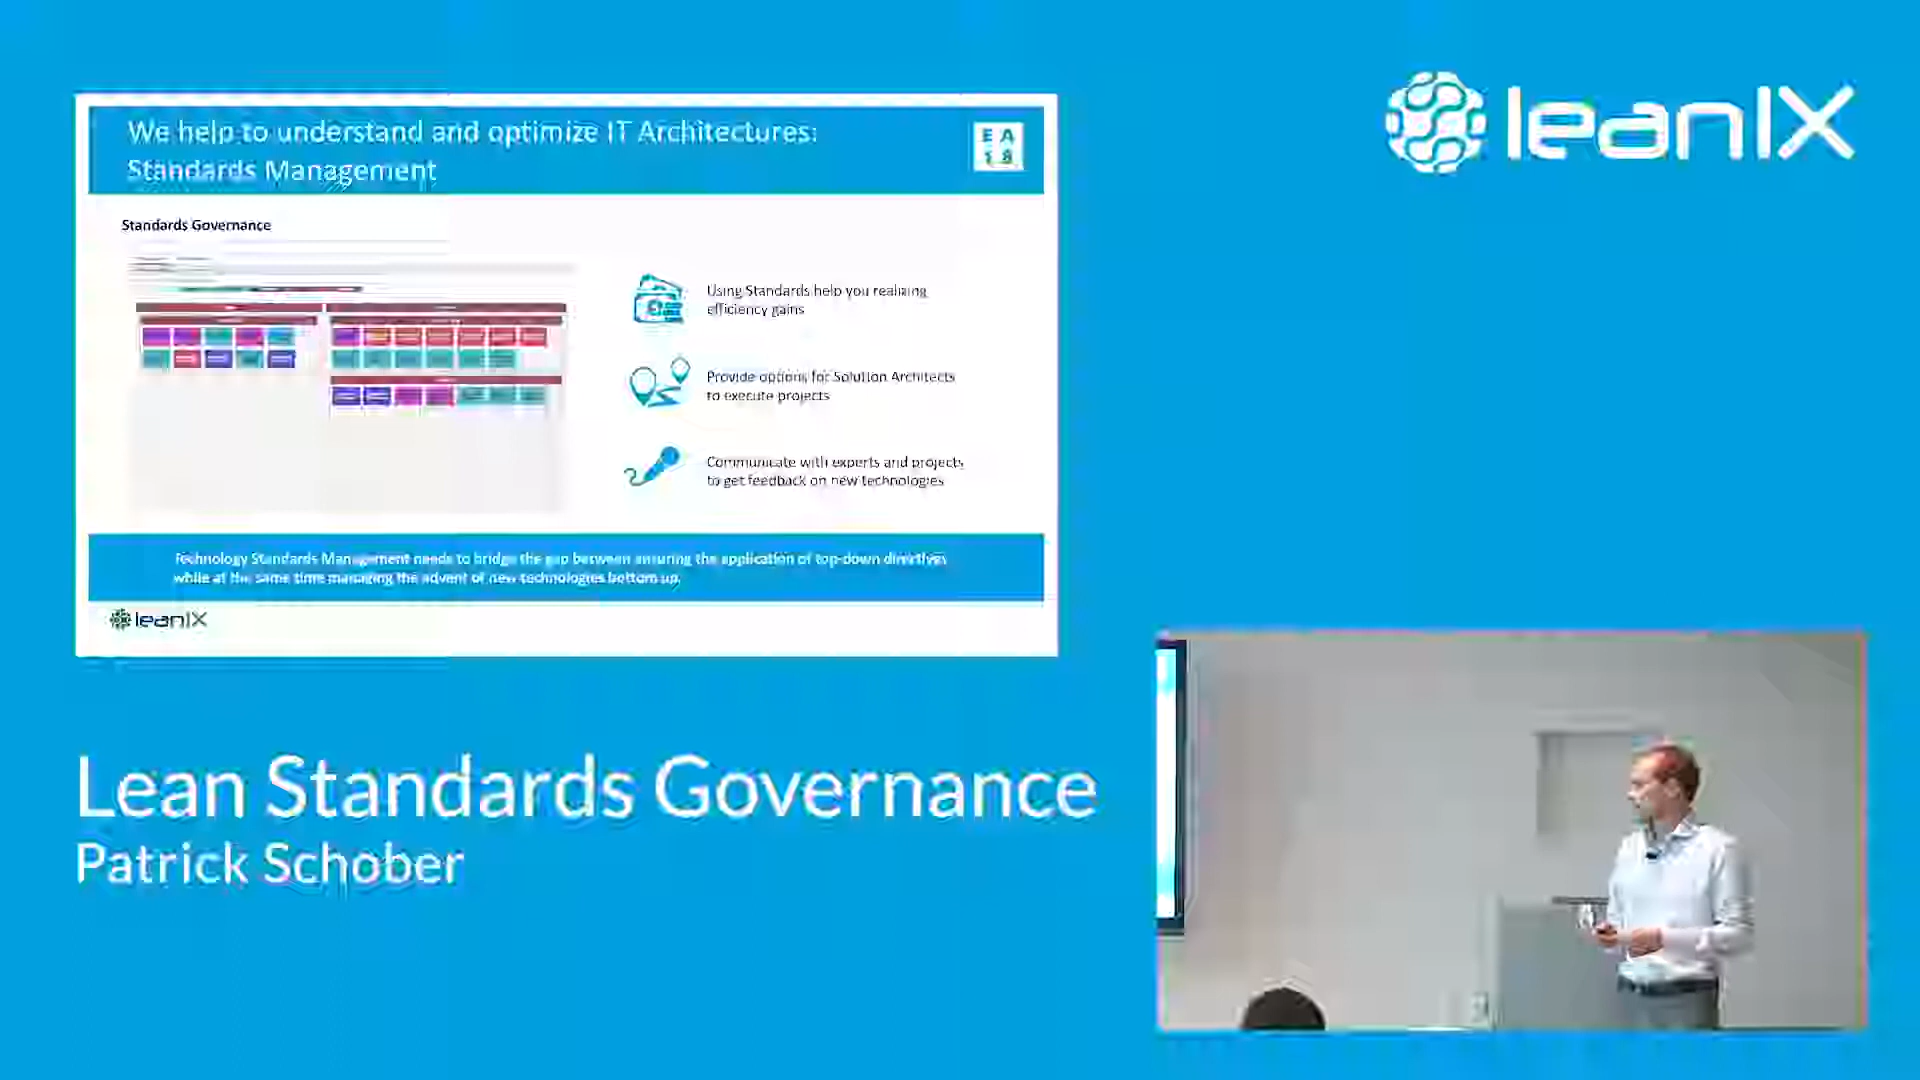 leanIX
We help to understand and optimize IT Architectures:
Standards Management
E A
1 8
Standards Governance
Using Standards help you realizing
efficiency gains
Provide options for Solution Architects
to execute projects
Communicate with experts and projects
to get feedback on new technologies
Technology Standards Management needs to bridge the gap between ensuring the application of top-down directives
while at the same time managing the advent of new technologies bottom up.
leanIX
Lean Standards Governance
Patrick Schober